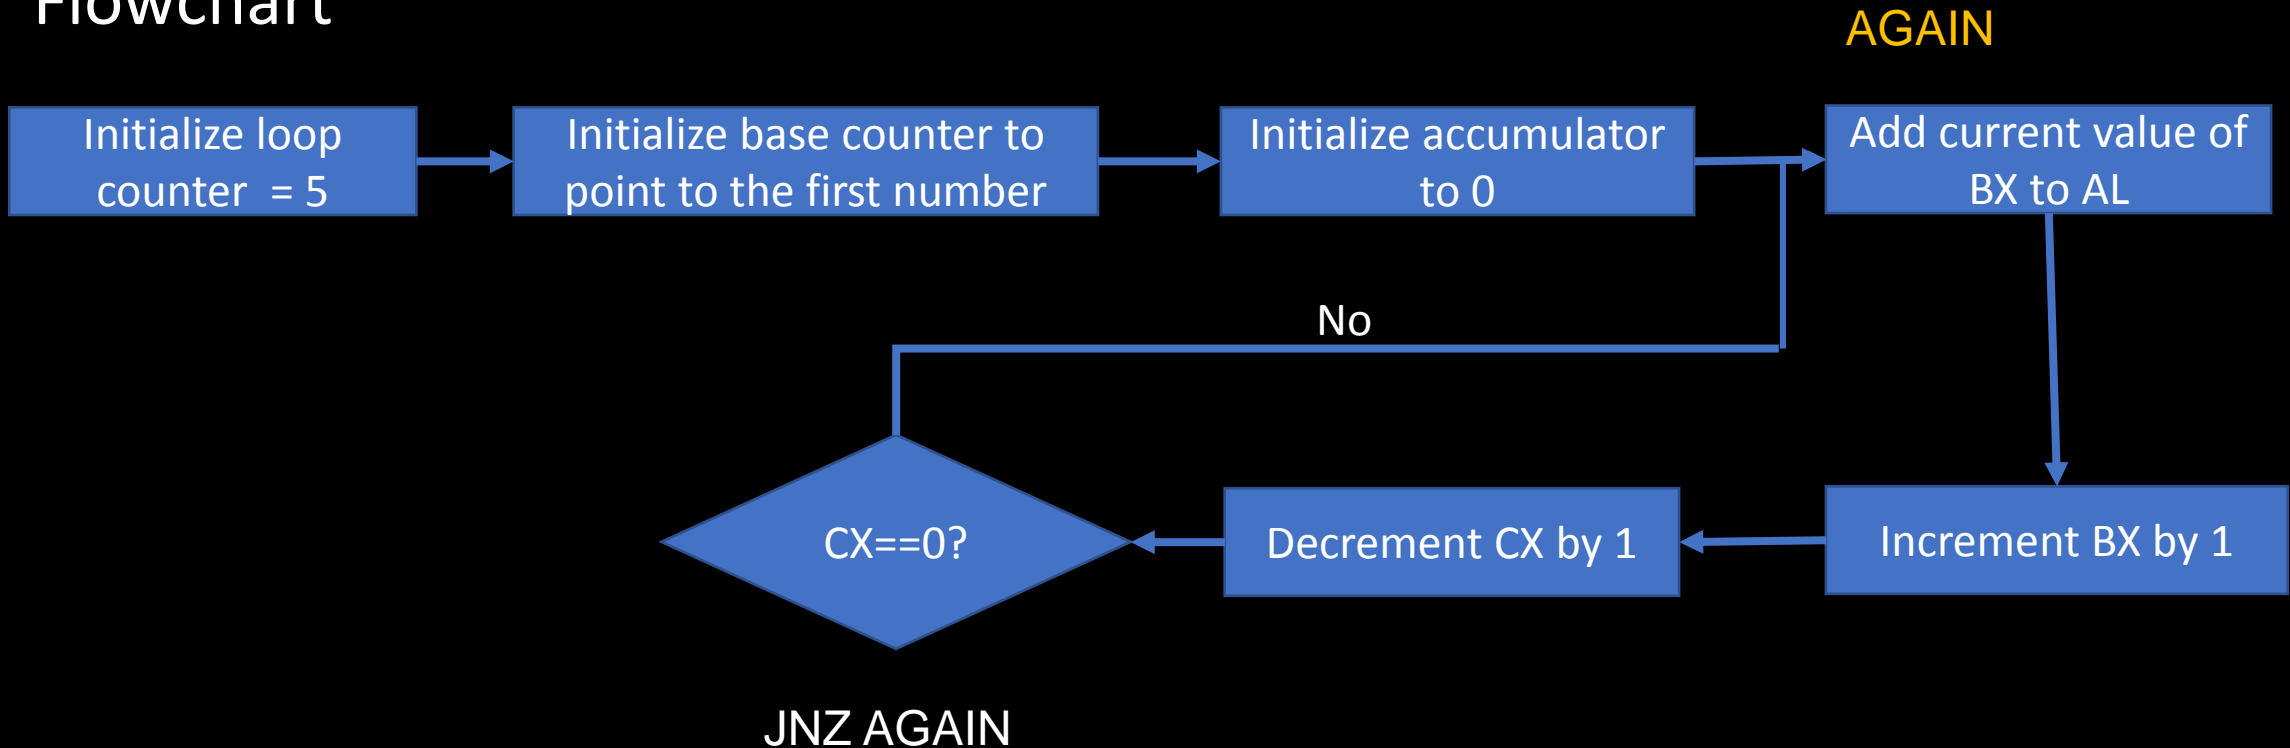 Flowchart
AGAIN
Initialize loop
counter = 5
Initialize base counter to
point to the first number
Initialize accumulator
to 0
Add current value of
BX to AL
No
CX==0?
Decrement CX by 1
Increment BX by 1
JNZ AGAIN